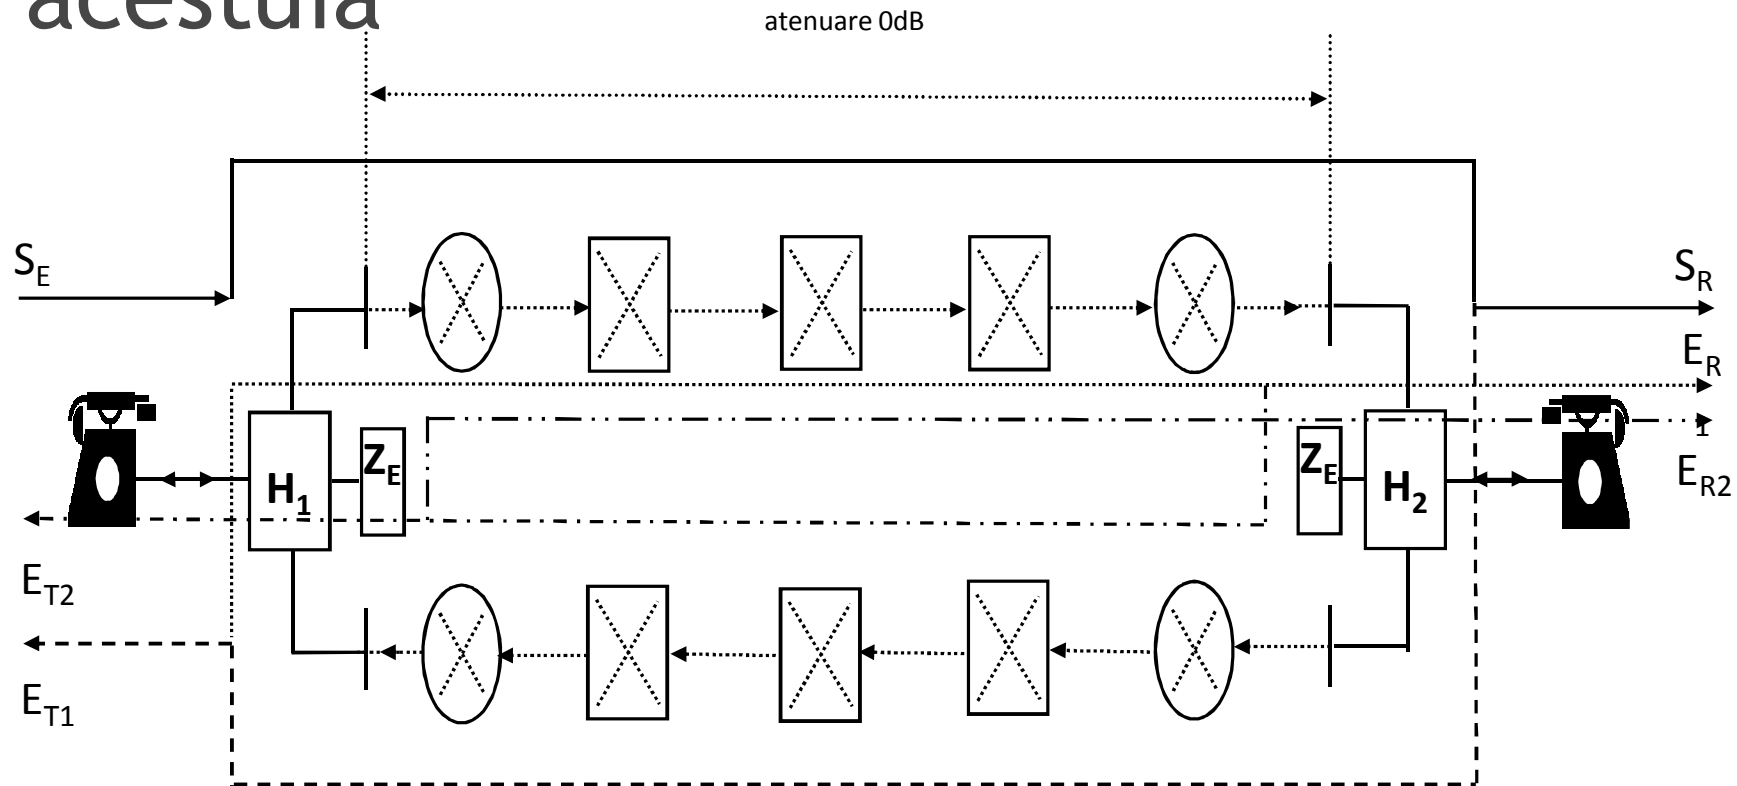 acestuia
atenuare 0dB
S_E
S_R
E_R
1
Z_E
Z_E
H_1
H_2
E_R2
E_T2
E_T1